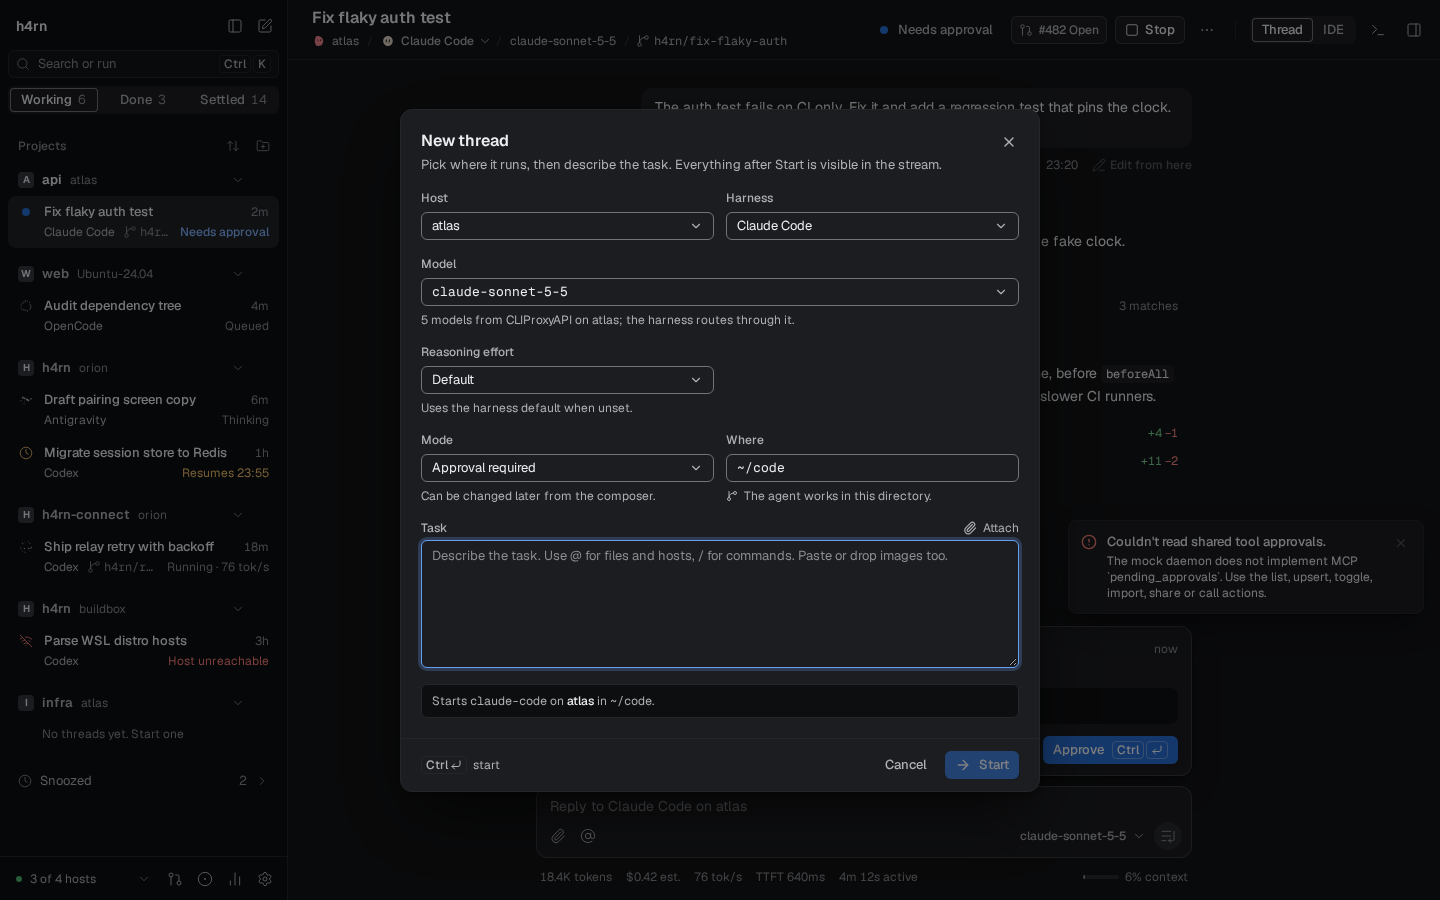 h4rn
Search or run Ctrl K
Working 6 Done 3 Settled 14
Projects
A api atlas
Fix flaky auth test 2m
Claude Code h4r... Needs approval
W web Ubuntu-24.04
Audit dependency tree 4m
OpenCode Queued
H h4rn orion
Draft pairing screen copy 6m
Antigravity Thinking
Migrate session store to Redis 1h
Codex Resumes 23:55
H h4rn-connect orion
Ship relay retry with backoff 18m
Codex h4rn/r... Running · 76 tok/s
H h4rn buildbox
Parse WSL distro hosts 3h
Codex Host unreachable
I infra atlas
No threads yet. Start one
Snoozed 2
3 of 4 hosts
Fix flaky auth test
atlas / Claude Code / claude-sonnet-5-5 / h4rn/fix-flaky-auth
Needs approval #482 Open Stop ... Thread IDE
The auth test fails on CI only. Fix it and add a regression test that pins the clock.
23:20 Edit from here
e fake clock.
3 matches
e, before beforeAll
slower CI runners.
+4 -1
+11 -2
New thread
Pick where it runs, then describe the task. Everything after Start is visible in the stream.
Host Harness
atlas Claude Code
Model
claude-sonnet-5-5
5 models from CLIProxyAPI on atlas; the harness routes through it.
Reasoning effort
Default
Uses the harness default when unset.
Mode Where
Approval required ~/code
Can be changed later from the composer. The agent works in this directory.
Task Attach
Describe the task. Use @ for files and hosts, / for commands. Paste or drop images too.
Starts claude-code on atlas in ~/code.
Ctrl start Cancel Start
Couldn't read shared tool approvals.
The mock daemon does not implement MCP
`pending_approvals`. Use the list, upsert, toggle,
import, share or call actions.
now
Approve Ctrl
Reply to Claude Code on atlas
claude-sonnet-5-5
18.4K tokens $0.42 est. 76 tok/s TTFT 640ms 4m 12s active 6% context